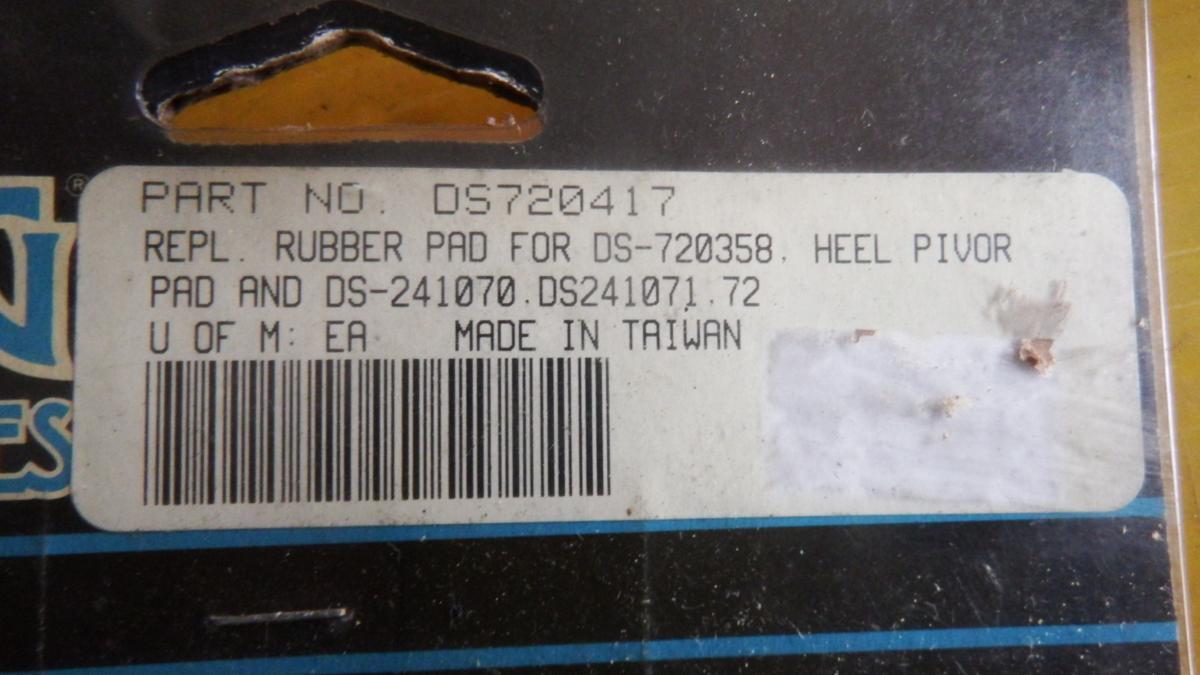 ®
PART NO. DS720417
REPL. RUBBER PAD FOR DS-720358, HEEL PIVOR
PAD AND DS-241070,DS241071,72
U OF M: EA MADE IN TAIWAN
ES